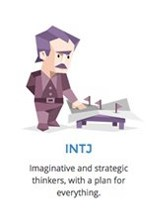 INTJ
Imaginative and strategic
thinkers, with a plan for
everything.